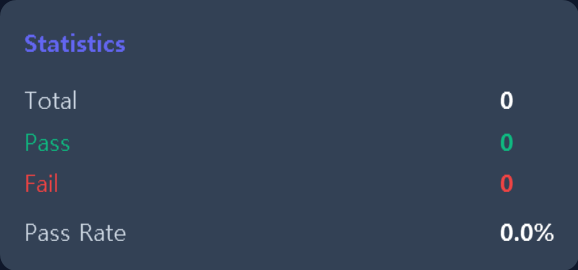 Statistics
Total 0
Pass 0
Fail 0
Pass Rate 0.0%